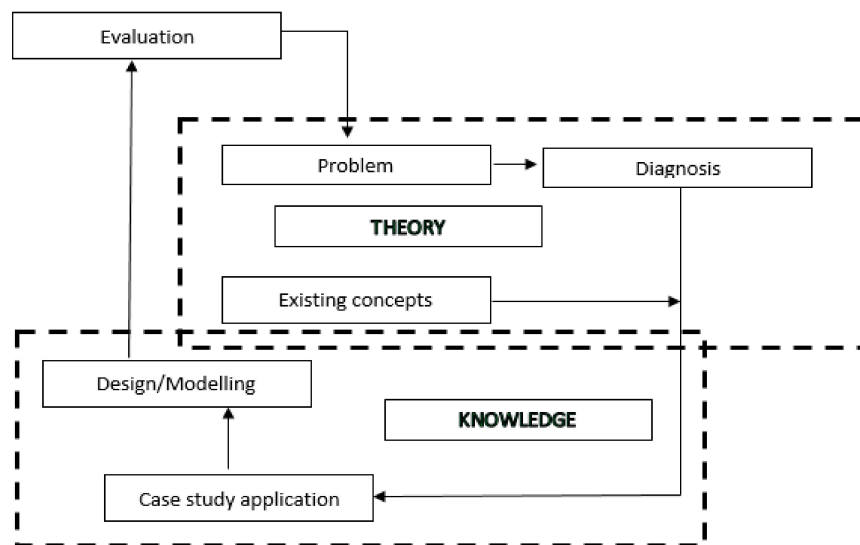 Evaluation
Problem
Diagnosis
THEORY
Existing concepts
Design/Modelling
KNOWLEDGE
Case study application